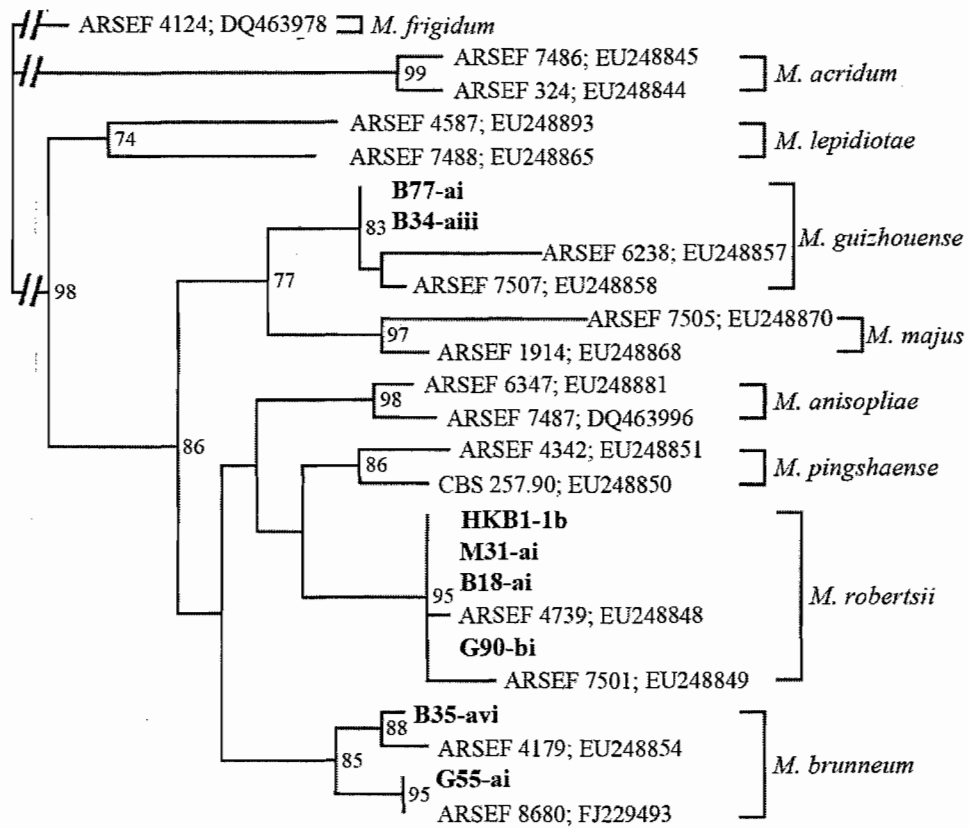 ARSEF 4124; DQ463978 M. frigidum
ARSEF 7486; EU248845
99 M. acridum
ARSEF 324; EU248844
ARSEF 4587; EU248893
74 M. lepidiotae
ARSEF 7488; EU248865
B77-ai
83 B34-aiii
M. guizhouense
ARSEF 6238; EU248857
77
ARSEF 7507; EU248858
98
ARSEF 7505; EU248870
97 M. majus
ARSEF 1914; EU248868
ARSEF 6347; EU248881
98 M. anisopliae
ARSEF 7487; DQ463996
86
ARSEF 4342; EU248851
86 M. pingshaense
CBS 257.90; EU248850
HKB1-1b
M31-ai
B18-ai
95 M. robertsii
ARSEF 4739; EU248848
G90-bi
ARSEF 7501; EU248849
B35-avi
88
ARSEF 4179; EU248854
85 M. brunneum
G55-ai
95
ARSEF 8680; FJ229493